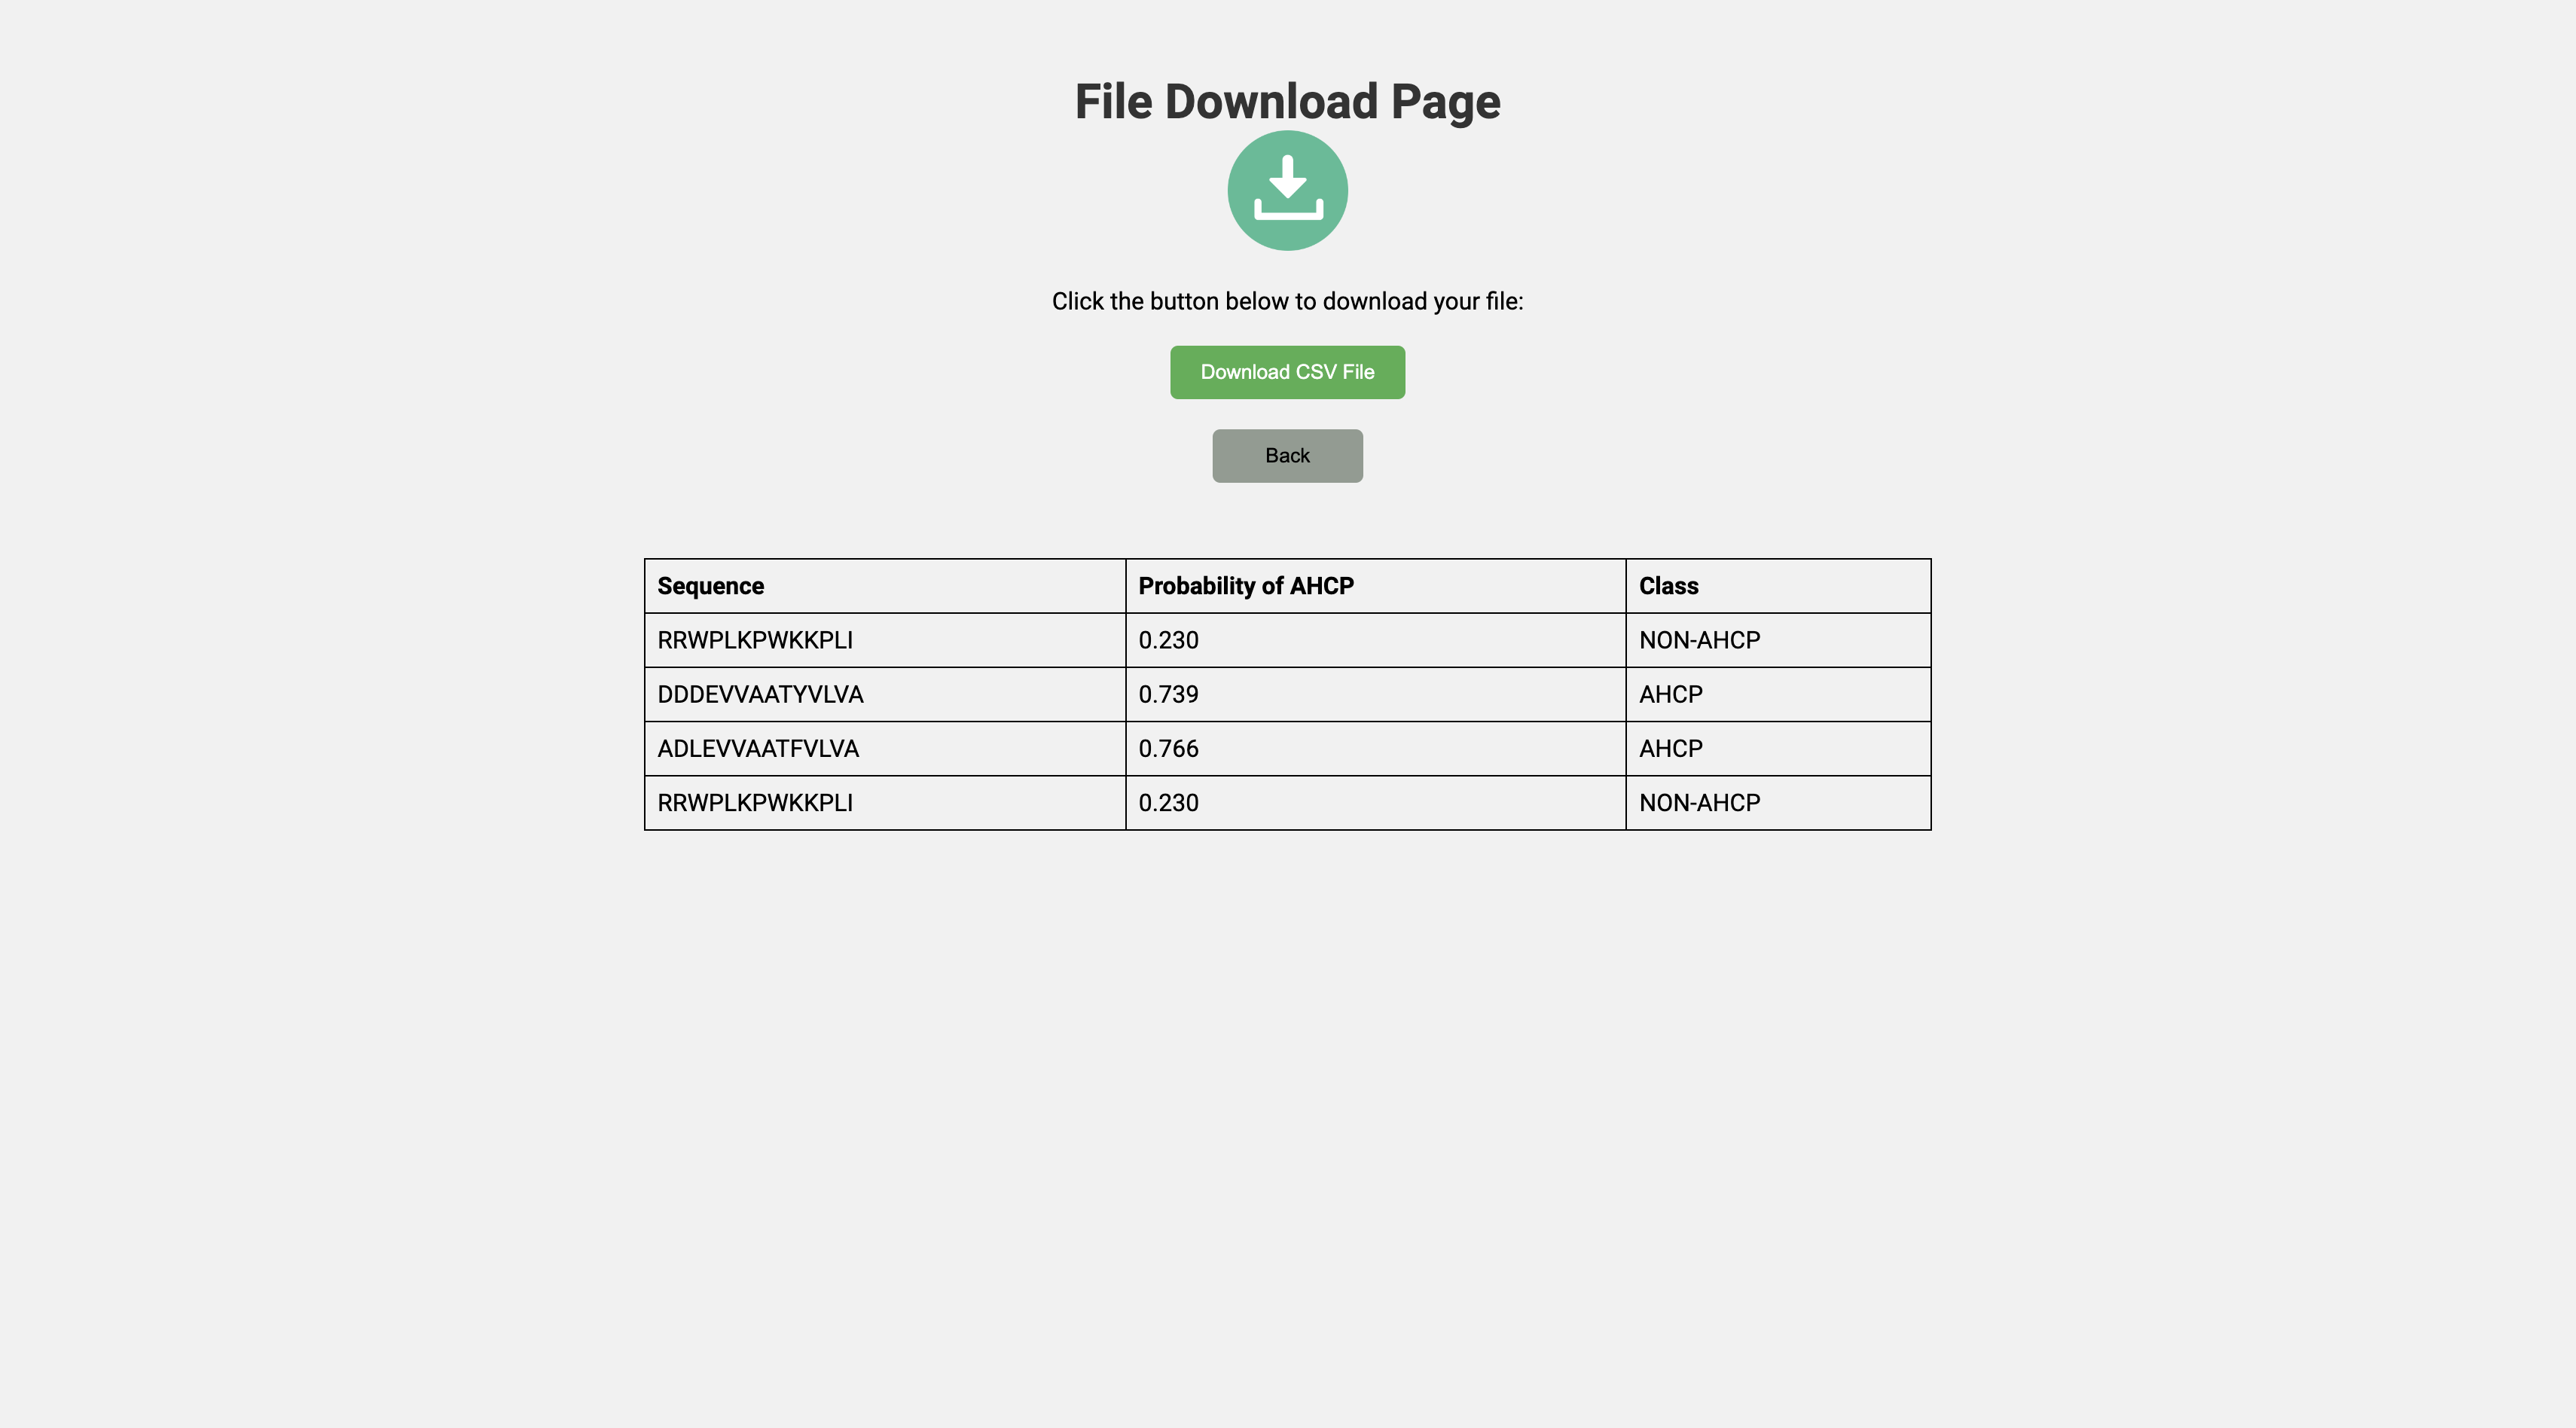 File Download Page
Click the button below to download your file:
Download CSV File
Back
Sequence Probability of AHCP Class
RRWPLKPWKKPLI 0.230 NON-AHCP
DDDEVVAATYVLVA 0.739 AHCP
ADLEVVAATFVLVA 0.766 AHCP
RRWPLKPWKKPLI 0.230 NON-AHCP